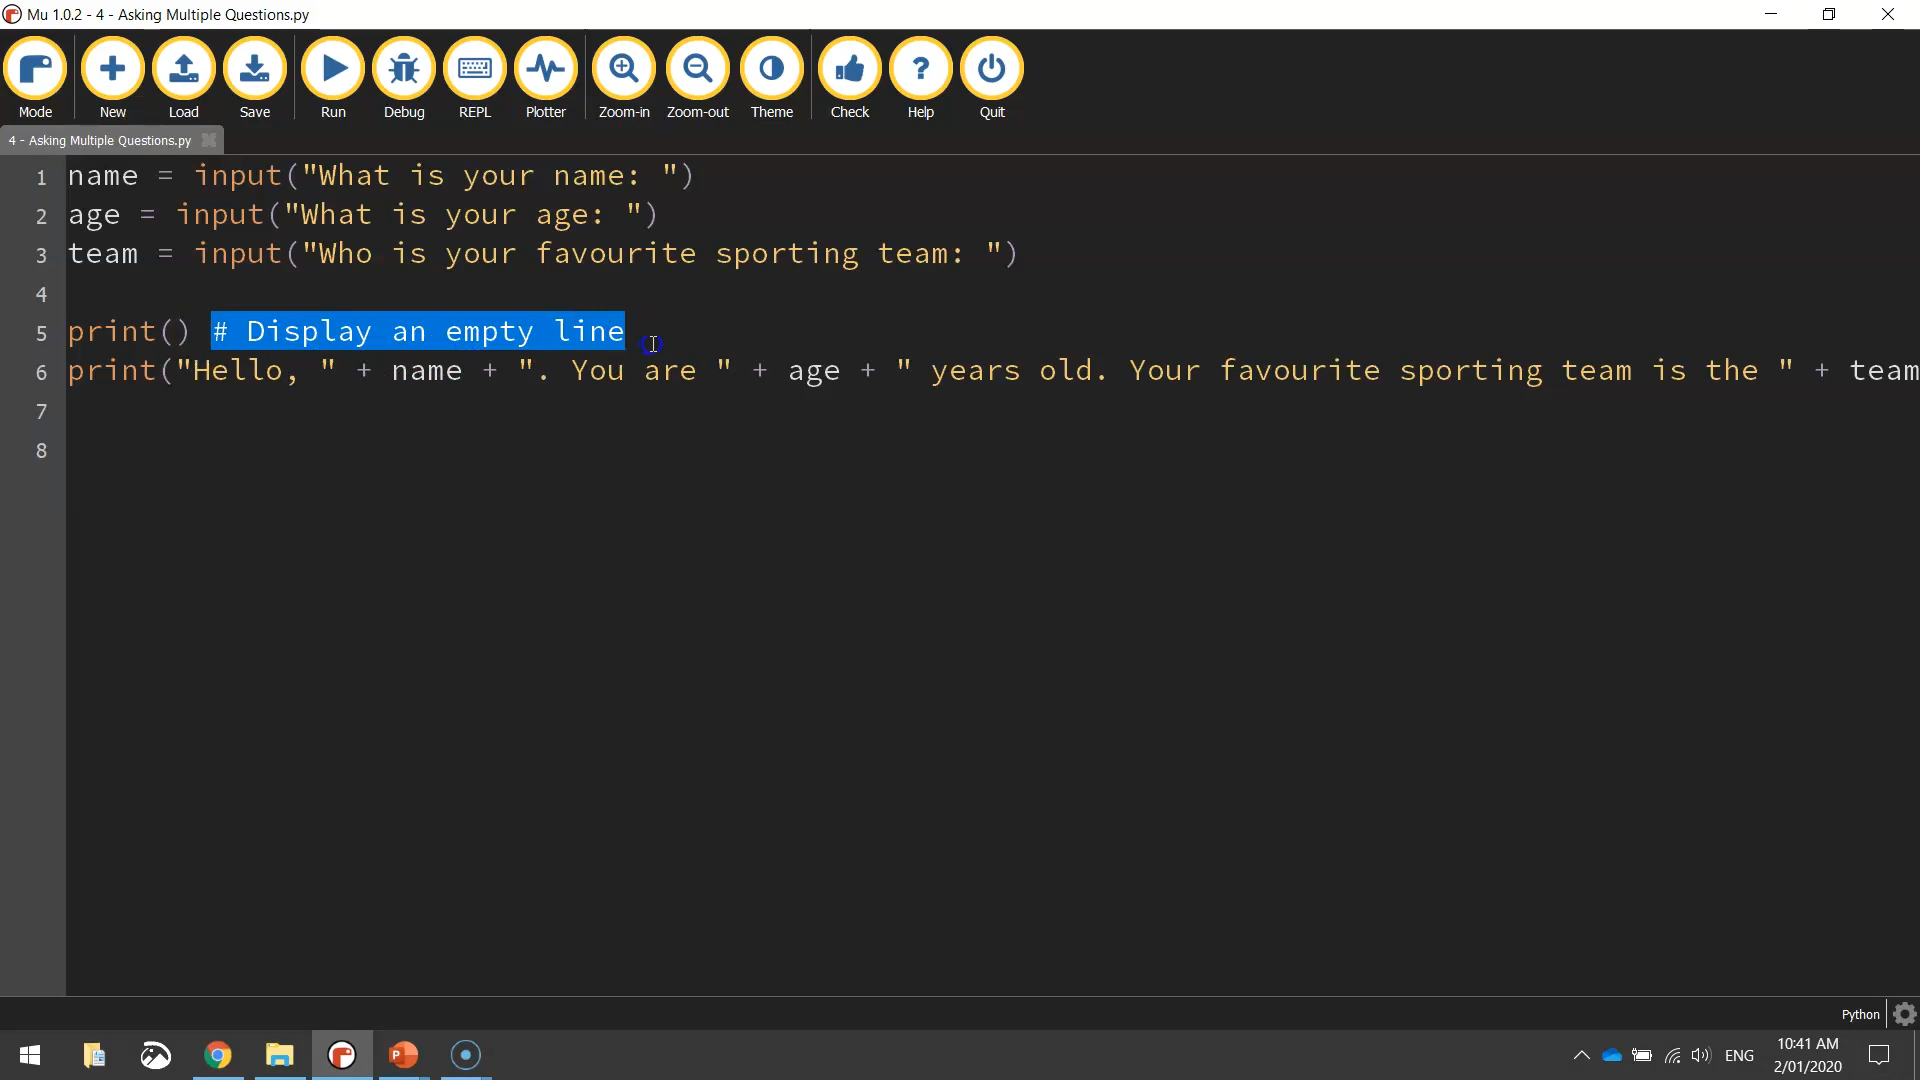 Mu 1.0.2 - 4 - Asking Multiple Questions.py
Mode New Load Save Run Debug REPL Plotter Zoom-in Zoom-out Theme Check Help Quit
4 - Asking Multiple Questions.py
1 name = input("What is your name: ")
2 age = input("What is your age: ")
3 team = input("Who is your favourite sporting team: ")
4
5 print() # Display an empty line
6 print("Hello, " + name + ". You are " + age + " years old. Your favourite sporting team is the " + team
7
8
Python
ENG
10:41 AM
2/01/2020